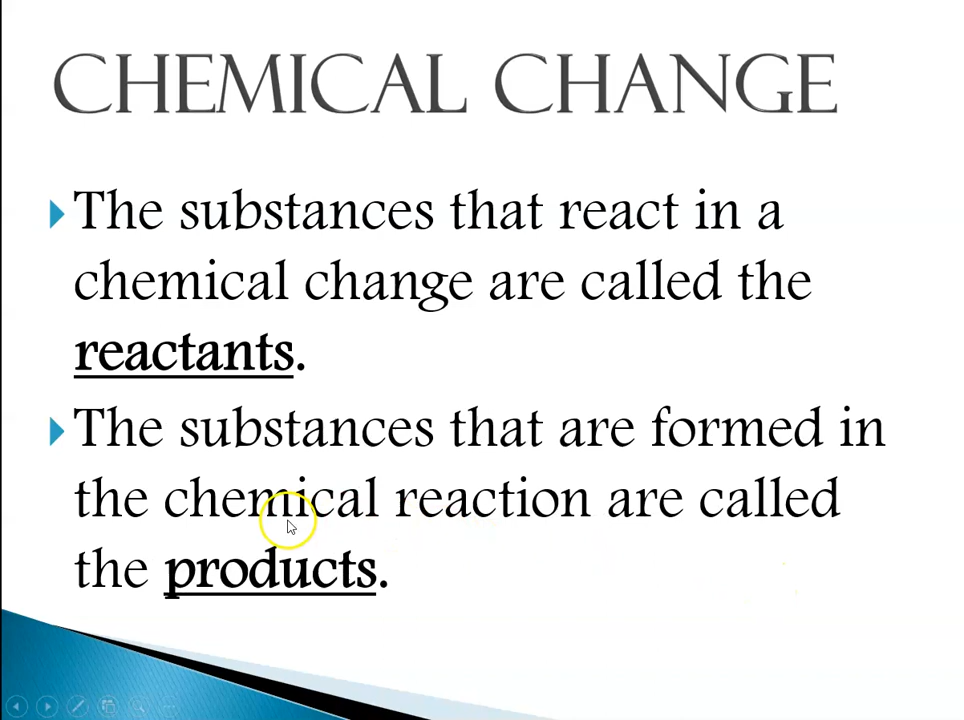 CHEMICAL CHANGE
The substances that react in a
chemical change are called the
reactants.
The substances that are formed in
the chemical reaction are called
the products.